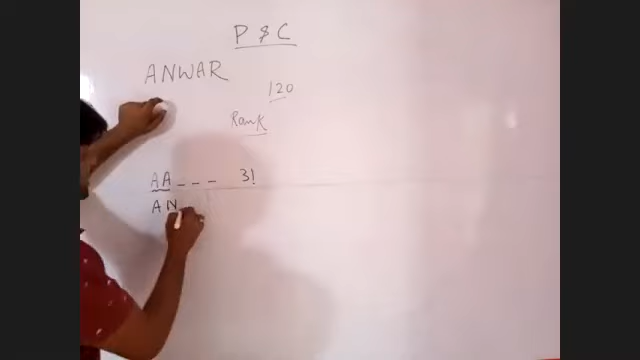 P & C
ANWAR
120
Rank
AA _ _ _ 3!
AN